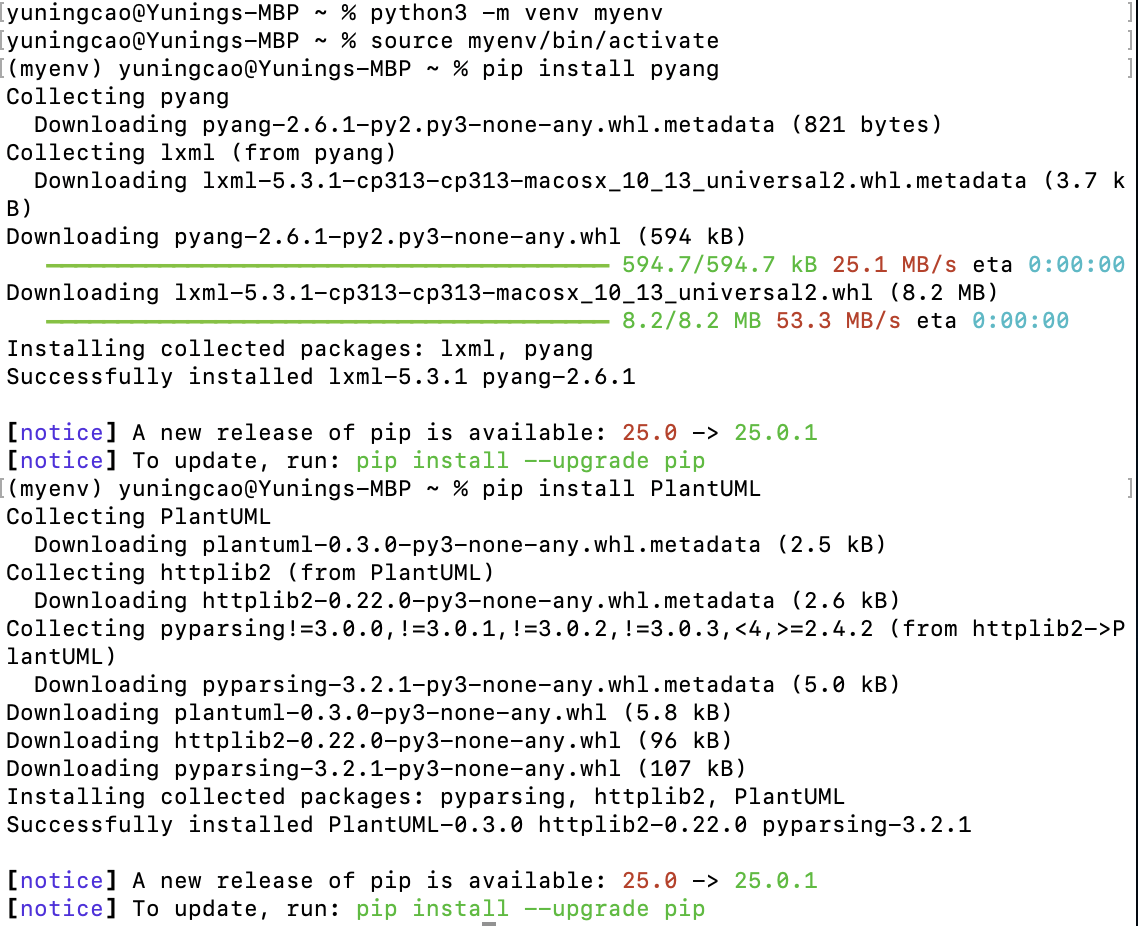 [yuningcao@Yunings-MBP ~ % python3 -m venv myenv ]
[yuningcao@Yunings-MBP ~ % source myenv/bin/activate ]
[(myenv) yuningcao@Yunings-MBP ~ % pip install pyang ]
Collecting pyang
  Downloading pyang-2.6.1-py2.py3-none-any.whl.metadata (821 bytes)
Collecting lxml (from pyang)
  Downloading lxml-5.3.1-cp313-cp313-macosx_10_13_universal2.whl.metadata (3.7 k
B)
Downloading pyang-2.6.1-py2.py3-none-any.whl (594 kB)
594.7/594.7 kB 25.1 MB/s eta 0:00:00
Downloading lxml-5.3.1-cp313-cp313-macosx_10_13_universal2.whl (8.2 MB)
8.2/8.2 MB 53.3 MB/s eta 0:00:00
Installing collected packages: lxml, pyang
Successfully installed lxml-5.3.1 pyang-2.6.1

[notice] A new release of pip is available: 25.0 -> 25.0.1
[notice] To update, run: pip install --upgrade pip
[(myenv) yuningcao@Yunings-MBP ~ % pip install PlantUML ]
Collecting PlantUML
  Downloading plantuml-0.3.0-py3-none-any.whl.metadata (2.5 kB)
Collecting httplib2 (from PlantUML)
  Downloading httplib2-0.22.0-py3-none-any.whl.metadata (2.6 kB)
Collecting pyparsing!=3.0.0,!=3.0.1,!=3.0.2,!=3.0.3,<4,>=2.4.2 (from httplib2->P
lantUML)
  Downloading pyparsing-3.2.1-py3-none-any.whl.metadata (5.0 kB)
Downloading plantuml-0.3.0-py3-none-any.whl (5.8 kB)
Downloading httplib2-0.22.0-py3-none-any.whl (96 kB)
Downloading pyparsing-3.2.1-py3-none-any.whl (107 kB)
Installing collected packages: pyparsing, httplib2, PlantUML
Successfully installed PlantUML-0.3.0 httplib2-0.22.0 pyparsing-3.2.1

[notice] A new release of pip is available: 25.0 -> 25.0.1
[notice] To update, run: pip install --upgrade pip